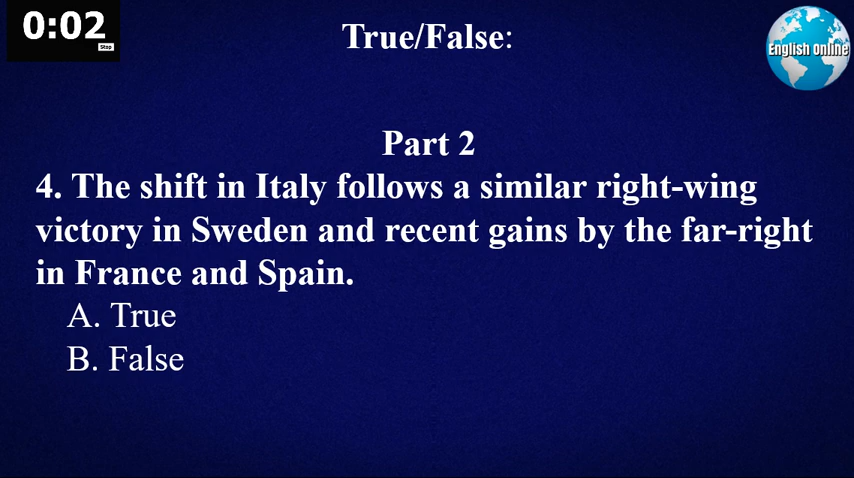 0:02
Stop
True/False:
English Online
Part 2
4. The shift in Italy follows a similar right-wing
victory in Sweden and recent gains by the far-right
in France and Spain.
A. True
B. False